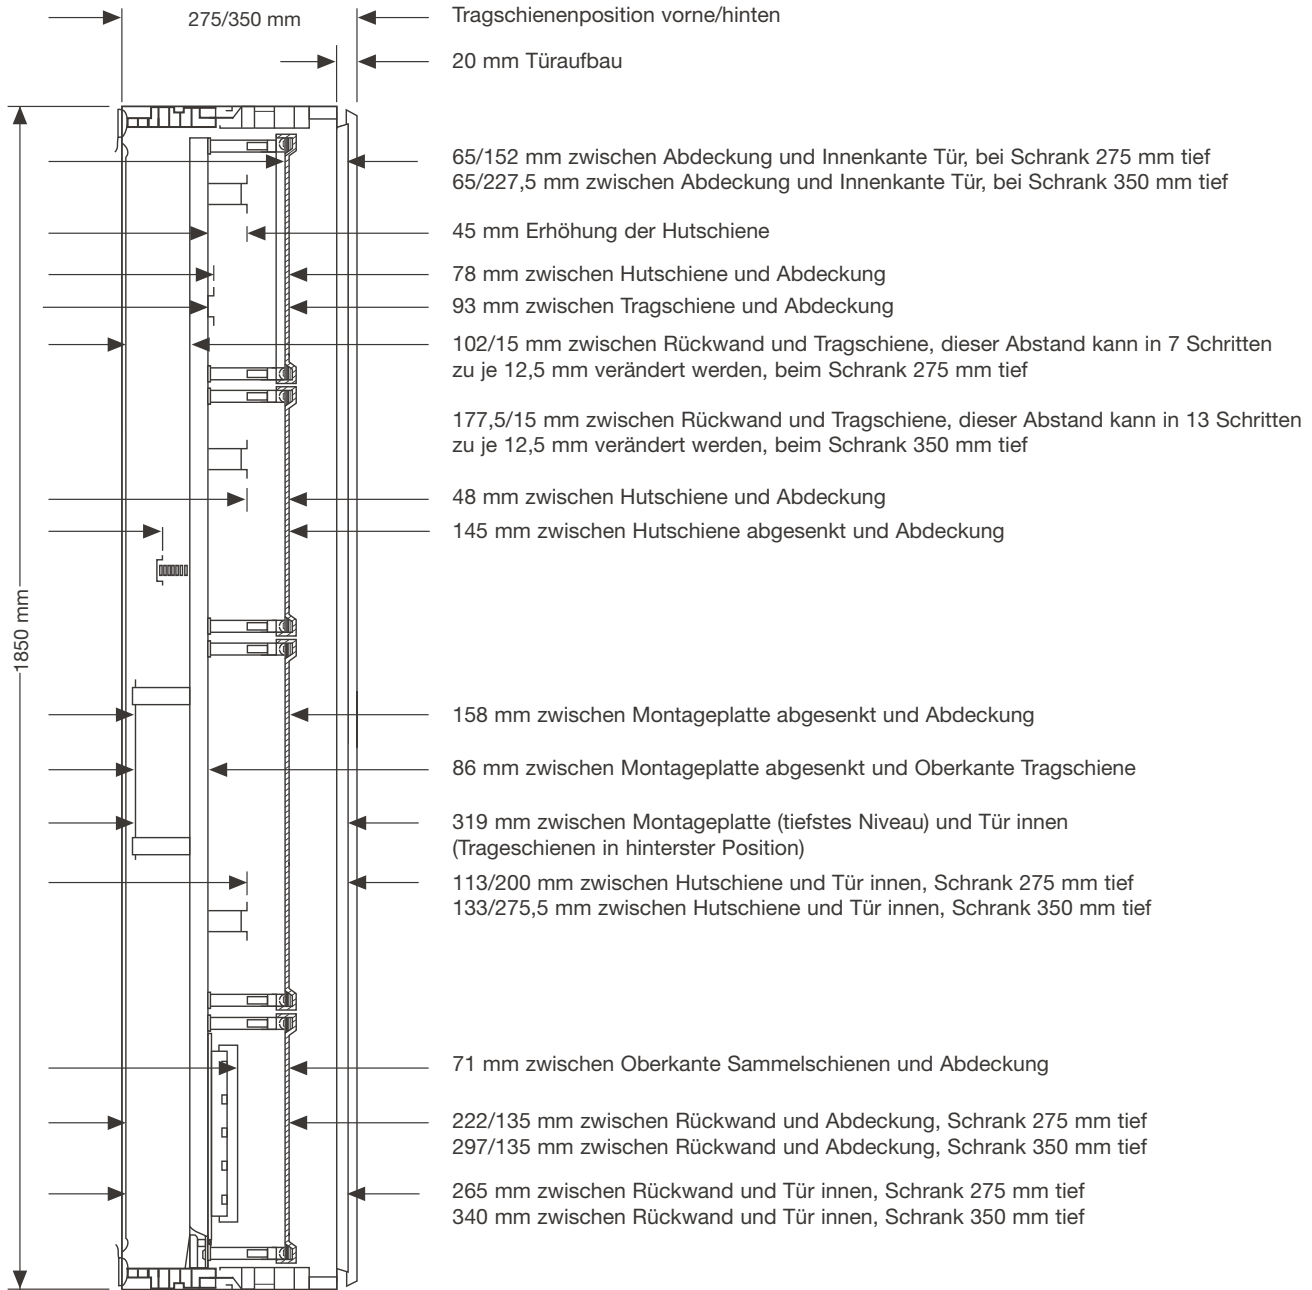 275/350 mm
Tragschienenposition vorne/hinten
20 mm Türaufbau
65/152 mm zwischen Abdeckung und Innenkante Tür, bei Schrank 275 mm tief
65/227,5 mm zwischen Abdeckung und Innenkante Tür, bei Schrank 350 mm tief
45 mm Erhöhung der Hutschiene
78 mm zwischen Hutschiene und Abdeckung
93 mm zwischen Tragschiene und Abdeckung
102/15 mm zwischen Rückwand und Tragschiene, dieser Abstand kann in 7 Schritten
zu je 12,5 mm verändert werden, beim Schrank 275 mm tief
177,5/15 mm zwischen Rückwand und Tragschiene, dieser Abstand kann in 13 Schritten
zu je 12,5 mm verändert werden, beim Schrank 350 mm tief
48 mm zwischen Hutschiene und Abdeckung
145 mm zwischen Hutschiene abgesenkt und Abdeckung
1850 mm
158 mm zwischen Montageplatte abgesenkt und Abdeckung
86 mm zwischen Montageplatte abgesenkt und Oberkante Tragschiene
319 mm zwischen Montageplatte (tiefstes Niveau) und Tür innen
(Trageschienen in hinterster Position)
113/200 mm zwischen Hutschiene und Tür innen, Schrank 275 mm tief
133/275,5 mm zwischen Hutschiene und Tür innen, Schrank 350 mm tief
71 mm zwischen Oberkante Sammelschienen und Abdeckung
222/135 mm zwischen Rückwand und Abdeckung, Schrank 275 mm tief
297/135 mm zwischen Rückwand und Abdeckung, Schrank 350 mm tief
265 mm zwischen Rückwand und Tür innen, Schrank 275 mm tief
340 mm zwischen Rückwand und Tür innen, Schrank 350 mm tief